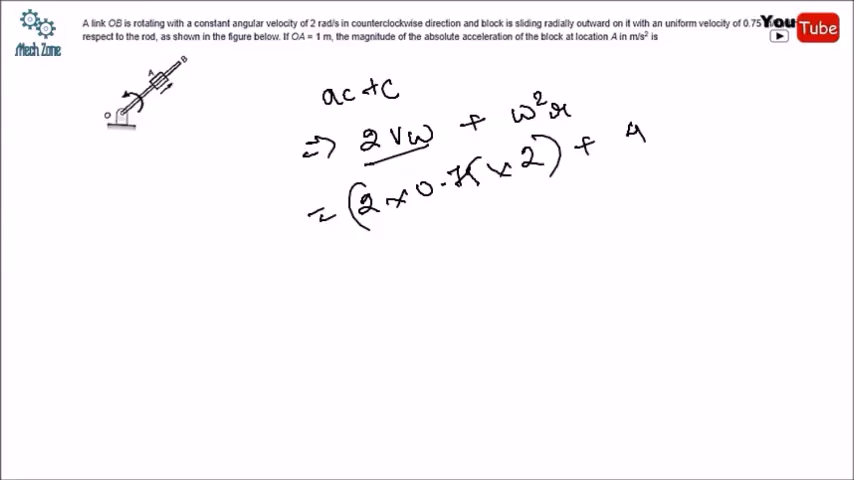 A link OB is rotating with a constant angular velocity of 2 rad/s in counterclockwise direction and block is sliding radially outward on it with an uniform velocity of 0.75
respect to the rod, as shown in the figure below. If OA = 1 m, the magnitude of the absolute acceleration of the block at location A in m/s² is
You Tube
Mech Zone
A
B
O
ac + c
⇒ 2Vω + ω²r
= (2 × 0.75 × 2) + 4